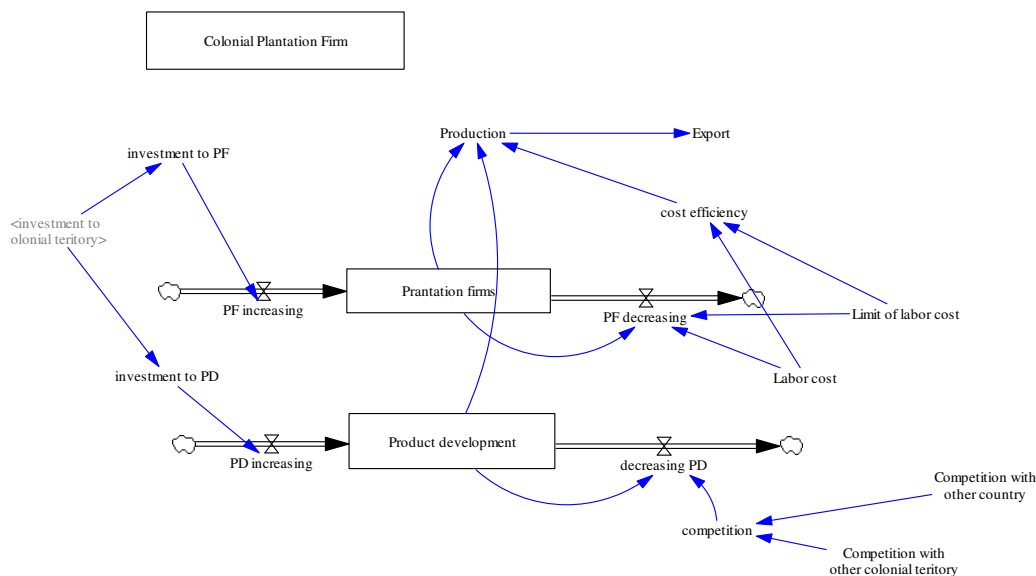 Colonial Plantation Firm
Production
Export
investment to PF
cost efficiency
<investment to
olonial teritory>
Prantation firms
PF increasing
PF decreasing
Limit of labor cost
investment to PD
Labor cost
Product development
PD increasing
decreasing PD
Competition with
other country
competition
Competition with
other colonial territory